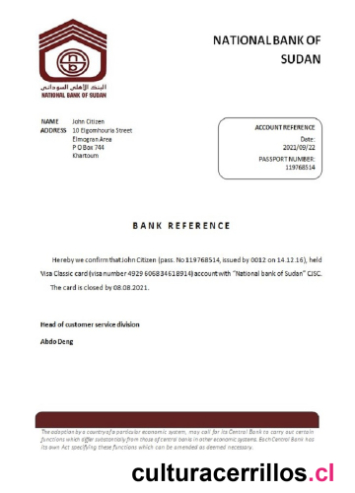 NATIONAL BANK OF
SUDAN
البنك الأهلي السوداني
NATIONAL BANK OF SUDAN
NAME John Citizen
ADDRESS 10 Elgomhouria Street
Elmogran Area
P O Box 744
Khartoum
ACCOUNT REFERENCE
Date:
2021/09/22
PASSPORT NUMBER:
119768514
BANK REFERENCE
Hereby we confirm that John Citizen (pass. No 119768514, issued by 0012 on 14.12.16), held
Visa Classic card (visa number 4929 6068 3461 8914) account with "National bank of Sudan" CJSC.
The card is closed by 08.08.2021.
Head of customer service division
Abdo Deng
The adoption by a country of a particular economic system, may call for its Central Bank to carry out certain
functions which differ substantially from those of central banks in other economic systems. Each Central Bank has
its own Act specifying these functions which can be amended as deemed necessary.
culturacerrillos.cl